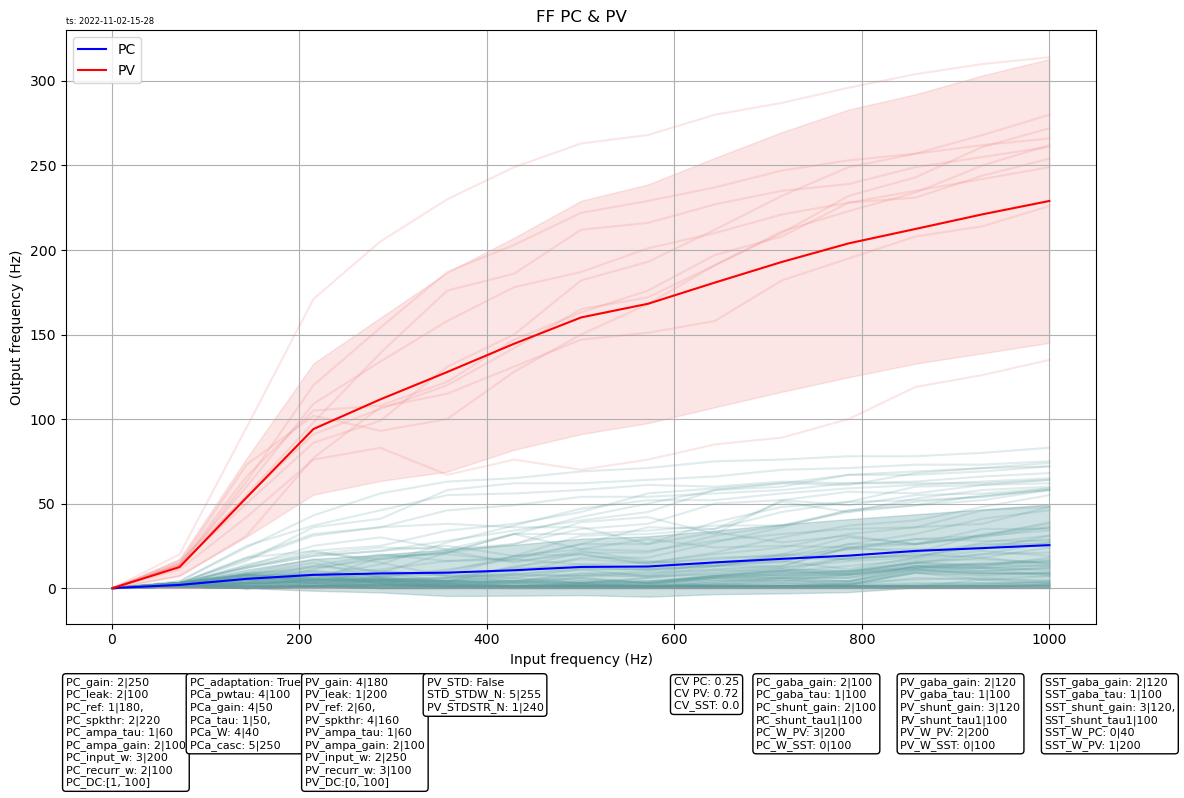 ts: 2022-11-02-15-28
FF PC & PV
PC
PV
300
250
200
150
100
50
0
Output frequency (Hz)
0 200 400 600 800 1000
Input frequency (Hz)
PC_gain: 2|250
PC_leak: 2|100
PC_ref: 1|180,
PC_spkthr: 2|220
PC_ampa_tau: 1|60
PC_ampa_gain: 2|100
PC_input_w: 3|200
PC_recurr_w: 2|100
PC_DC:[1, 100]
PC_adaptation: True
PCa_pwtau: 4|100
PCa_gain: 4|50
PCa_tau: 1|50,
PCa_W: 4|40
PCa_casc: 5|250
PV_gain: 4|180
PV_leak: 1|200
PV_ref: 2|60,
PV_spkthr: 4|160
PV_ampa_tau: 1|60
PV_ampa_gain: 2|100
PV_input_w: 2|250
PV_recurr_w: 3|100
PV_DC:[0, 100]
PV_STD: False
STD_STDW_N: 5|255
PV_STDSTR_N: 1|240
CV PC: 0.25
CV PV: 0.72
CV_SST: 0.0
PC_gaba_gain: 2|100
PC_gaba_tau: 1|100
PC_shunt_gain: 2|100
PC_shunt_tau1|100
PC_W_PV: 3|200
PC_W_SST: 0|100
PV_gaba_gain: 2|120
PV_gaba_tau: 1|100
PV_shunt_gain: 3|120
PV_shunt_tau1|100
PV_W_PV: 2|200
PV_W_SST: 0|100
SST_gaba_gain: 2|120
SST_gaba_tau: 1|100
SST_shunt_gain: 3|120,
SST_shunt_tau1|100
SST_W_PC: 0|40
SST_W_PV: 1|200